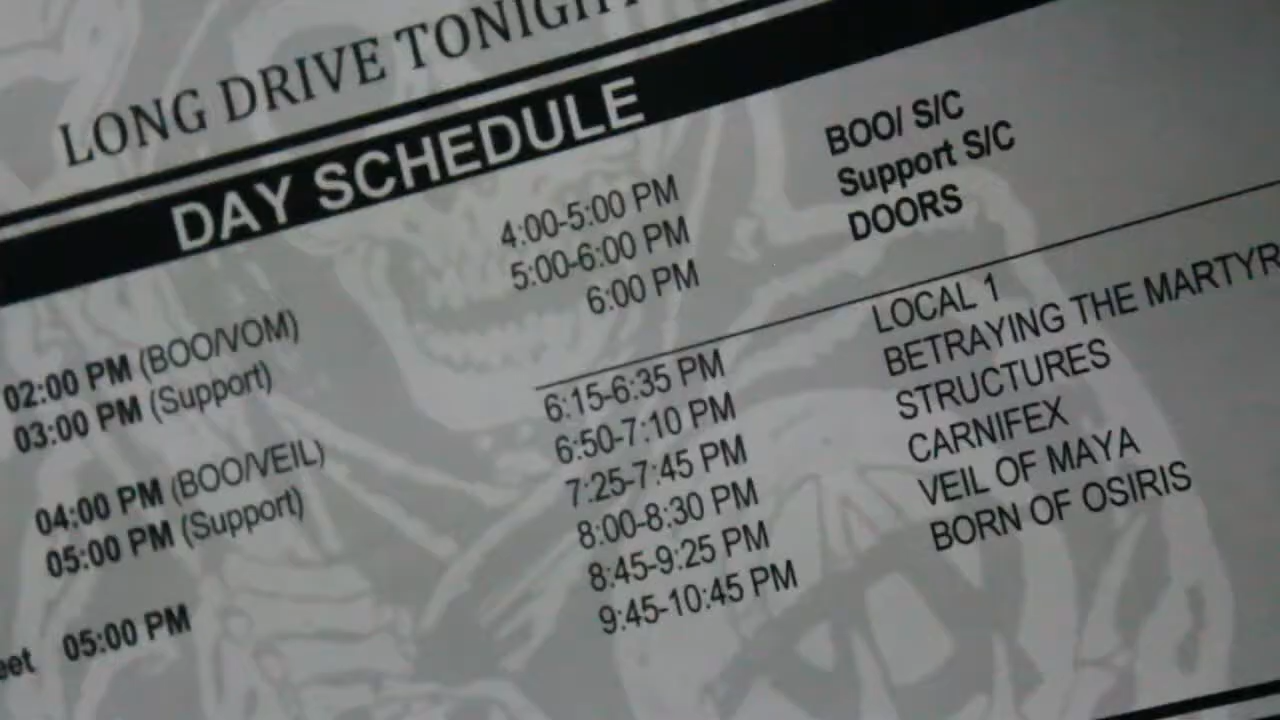 LONG DRIVE TONIGHT
DAY SCHEDULE
4:00-5:00 PM BOO/ S/C
5:00-6:00 PM Support S/C
6:00 PM DOORS
02:00 PM (BOO/VOM)
03:00 PM (Support)
04:00 PM (BOO/VEIL)
05:00 PM (Support)
05:00 PM
6:15-6:35 PM LOCAL 1
6:50-7:10 PM BETRAYING THE MARTYR
7:25-7:45 PM STRUCTURES
8:00-8:30 PM CARNIFEX
8:45-9:25 PM VEIL OF MAYA
9:45-10:45 PM BORN OF OSIRIS